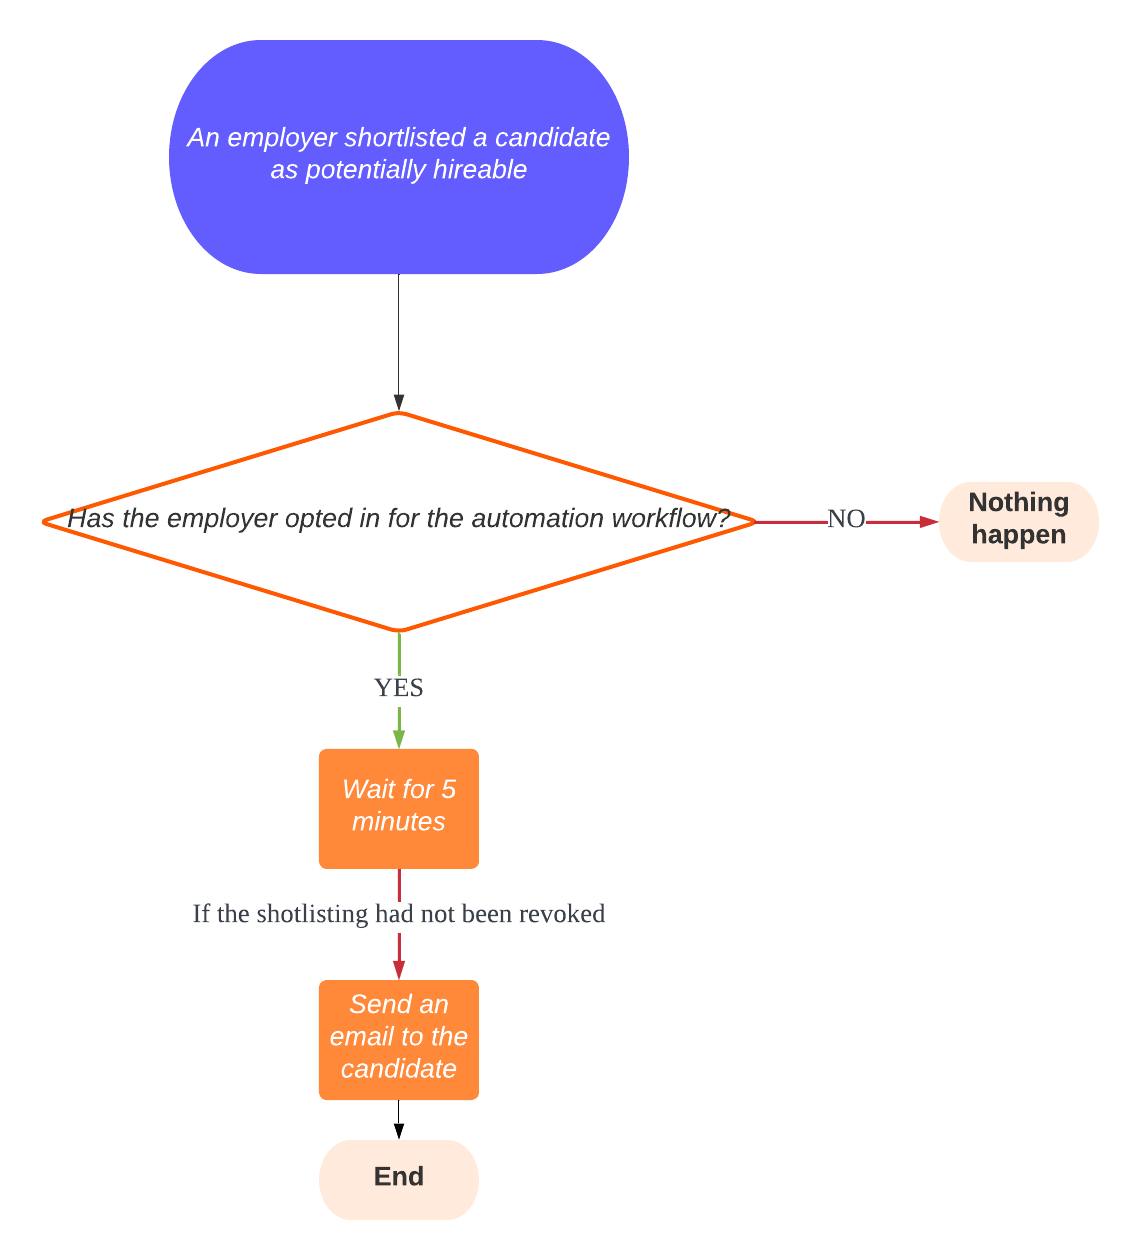 An employer shortlisted a candidate
as potentially hireable
Has the employer opted in for the automation workflow?
NO
Nothing
happen
YES
Wait for 5
minutes
If the shotlisting had not been revoked
Send an
email to the
candidate
End